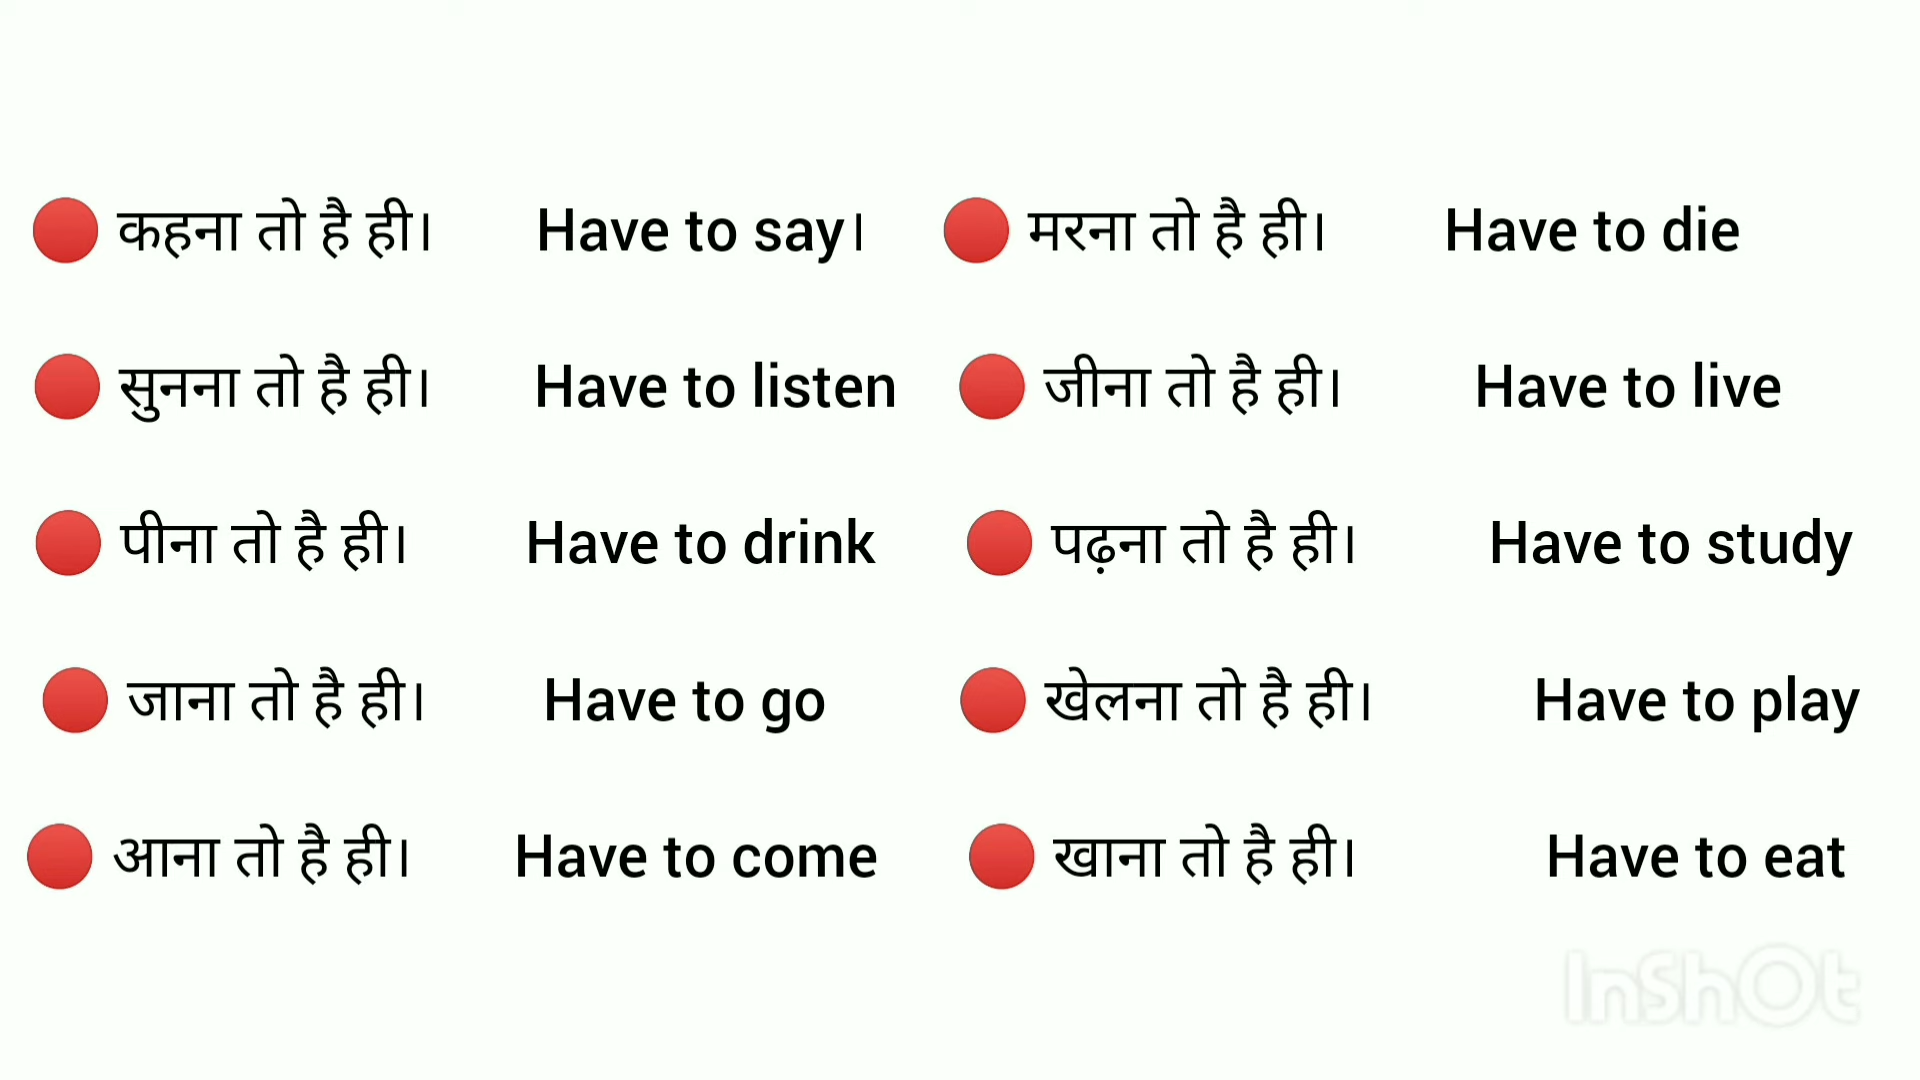 🔴 कहना तो है ही। Have to say। 🔴 मरना तो है ही। Have to die
🔴 सुनना तो है ही। Have to listen 🔴 जीना तो है ही। Have to live
🔴 पीना तो है ही। Have to drink 🔴 पढ़ना तो है ही। Have to study
🔴 जाना तो है ही। Have to go 🔴 खेलना तो है ही। Have to play
🔴 आना तो है ही। Have to come 🔴 खाना तो है ही। Have to eat
InShOt